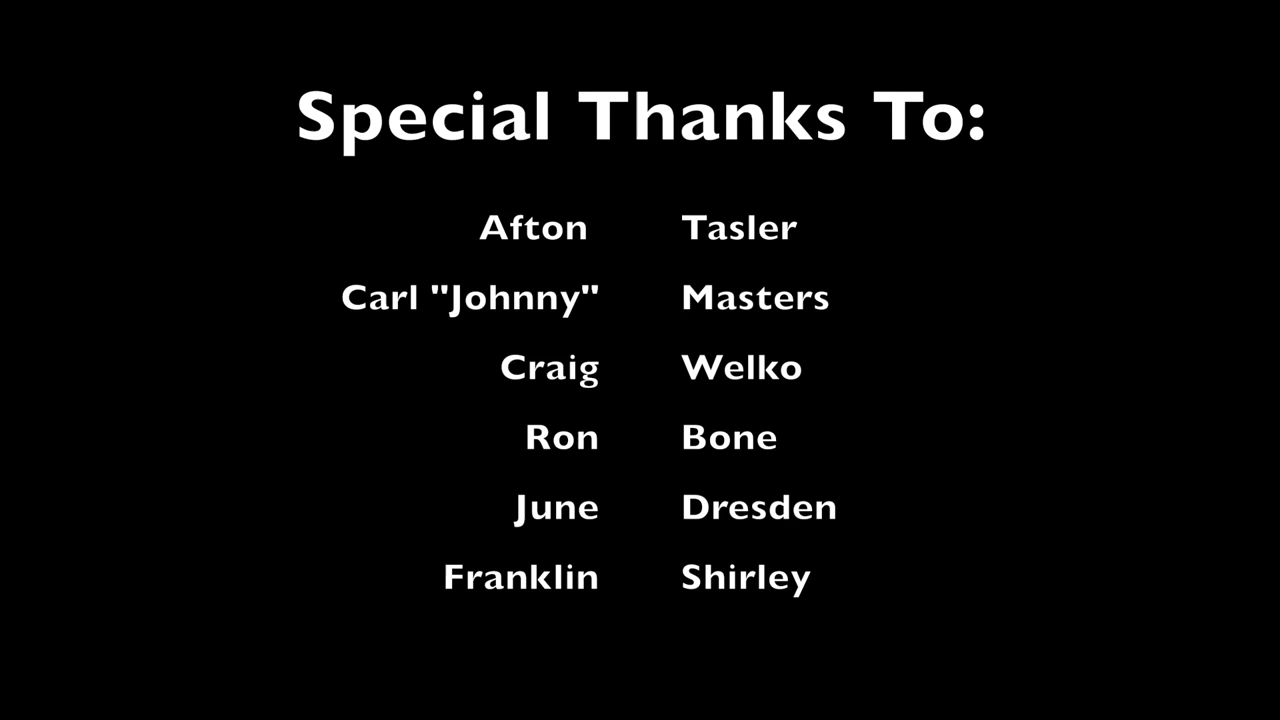 Special Thanks To:
Afton Tasler
Carl "Johnny" Masters
Craig Welko
Ron Bone
June Dresden
Franklin Shirley